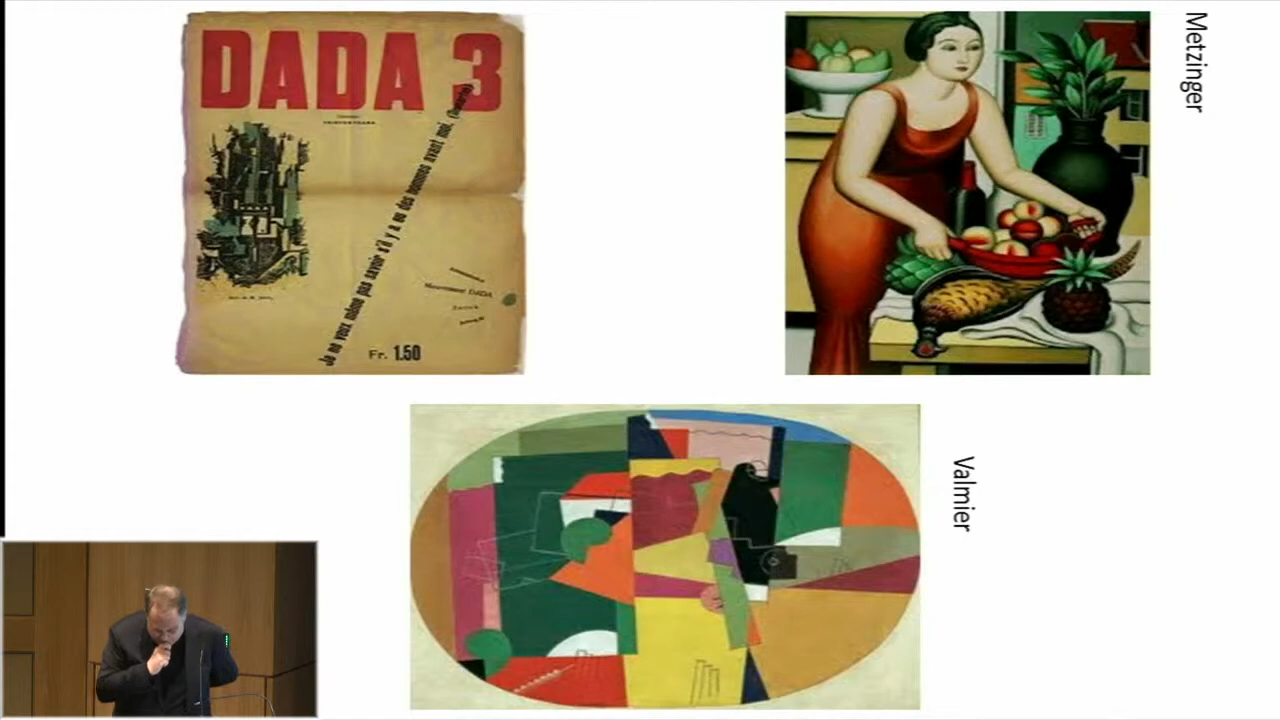 DADA 3
Je ne veux même pas savoir s'il y a eu des hommes avant moi.
Mouvement DADA
Fr. 1.50
Metzinger
Valmier